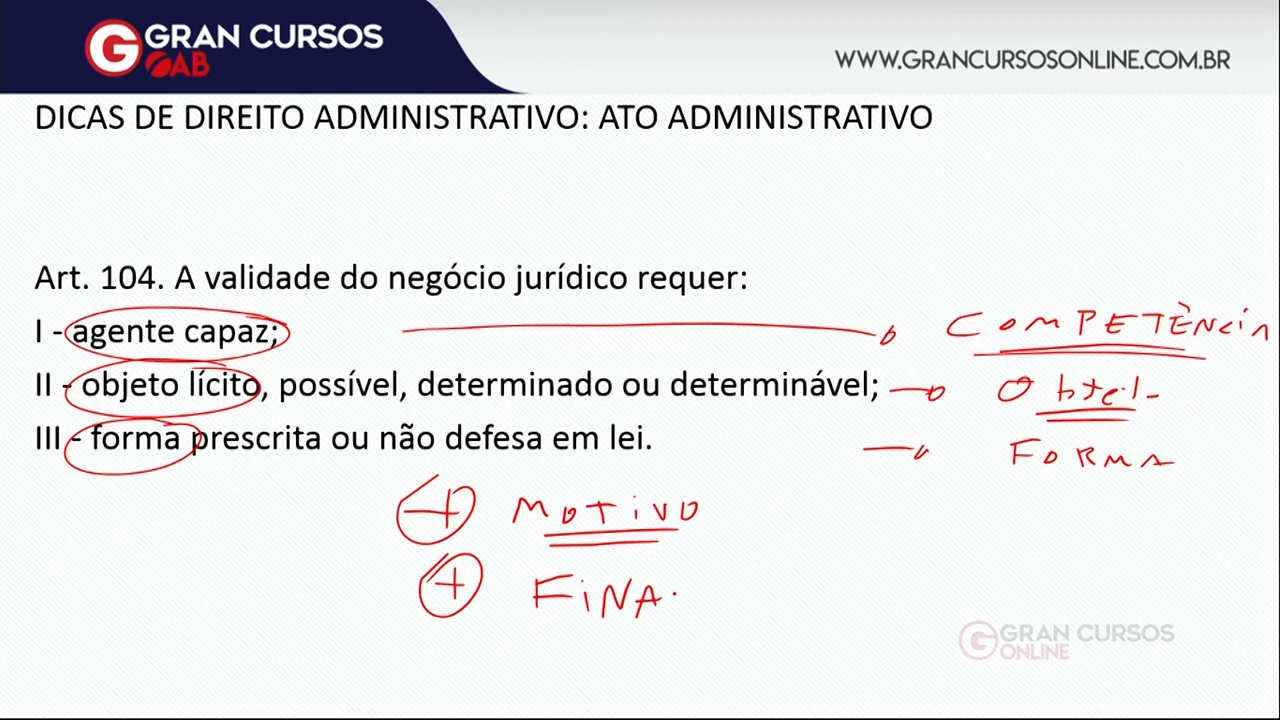 GRAN CURSOS
OAB
WWW.GRANCURSOSONLINE.COM.BR
DICAS DE DIREITO ADMINISTRATIVO: ATO ADMINISTRATIVO
Art. 104. A validade do negócio jurídico requer:
I - agente capaz; COMPETÊNCIA
II - objeto lícito, possível, determinado ou determinável;
III - forma prescrita ou não defesa em lei. FORMA
+ MOTIVO
+ FINA
GRAN CURSOS
ONLINE